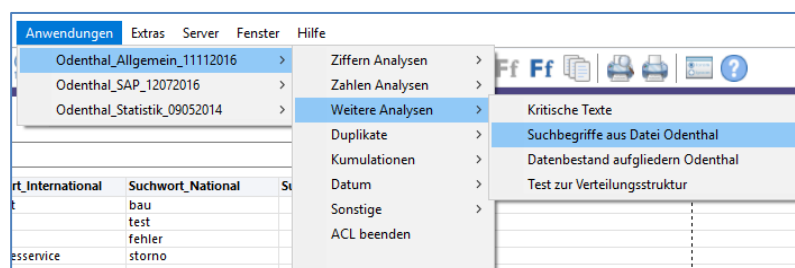 Anwendungen Extras Server Fenster Hilfe
Odenthal_Allgemein_11112016 > Ziffern Analysen > Ff Ff
Odenthal_SAP_12072016 > Zahlen Analysen >
Odenthal_Statistik_09052014 > Weitere Analysen > Kritische Texte
Duplikate > Suchbegriffe aus Datei Odenthal
Kumulationen > Datenbestand aufgliedern Odenthal
rt_International Suchwort_National Su Datum > Test zur Verteilungsstruktur
t bau Sonstige >
test
fehler ACL beenden
esservice storno